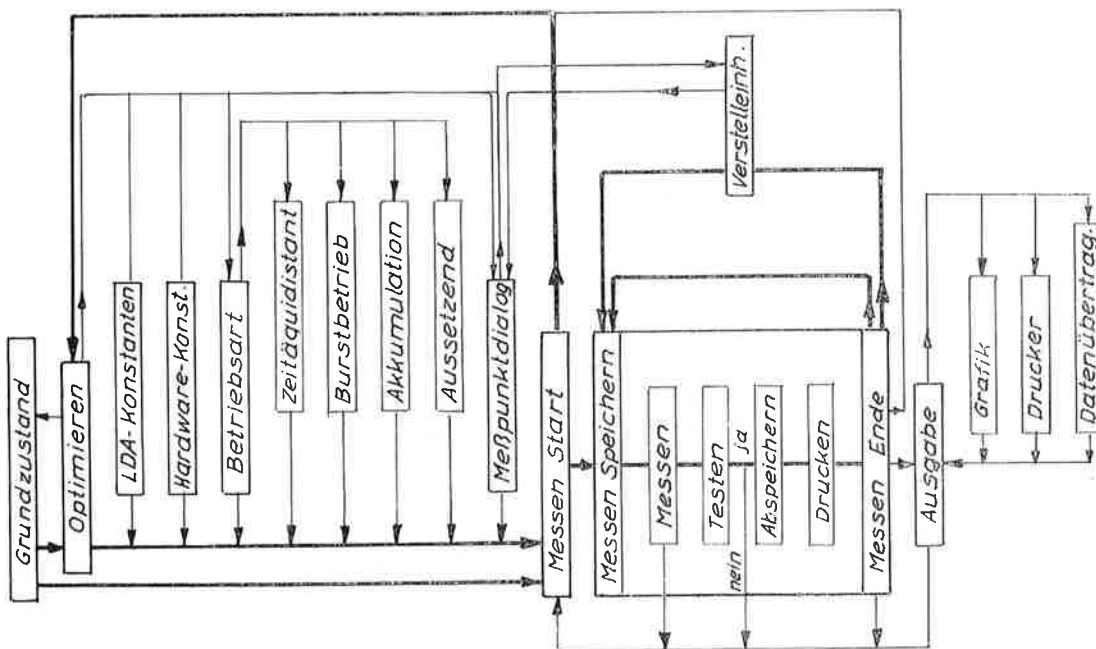 Grundzustand
Optimieren
LDA-Konstanten
Hardware-Konst.
Betriebsart
Zeitäquidistant
Burstbetrieb
Akkumulation
Aussetzend
Meßpunktdialog
Messen Start
Messen Speichern
Messen
Testen
nein
ja
Abspeichern
Drucken
Messen Ende
Verstelleinh.
Ausgabe
Grafik
Drucker
Datenübertrag.